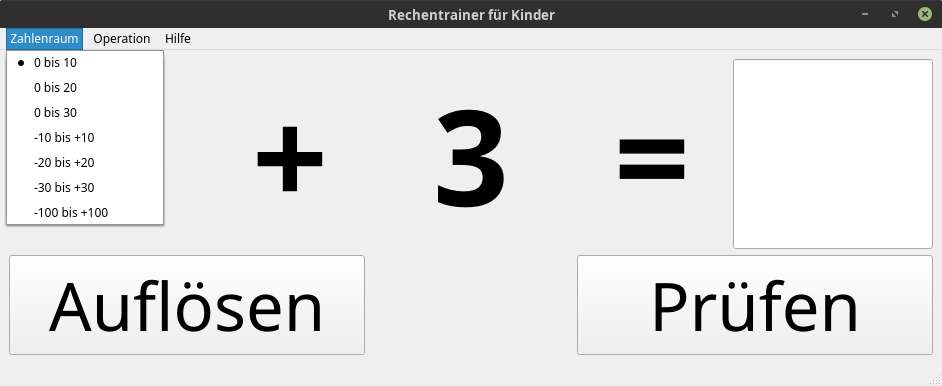 Rechentrainer für Kinder
Zahlenraum Operation Hilfe
0 bis 10
0 bis 20
0 bis 30
-10 bis +10
-20 bis +20
-30 bis +30
-100 bis +100
+ 3 =
Auflösen Prüfen